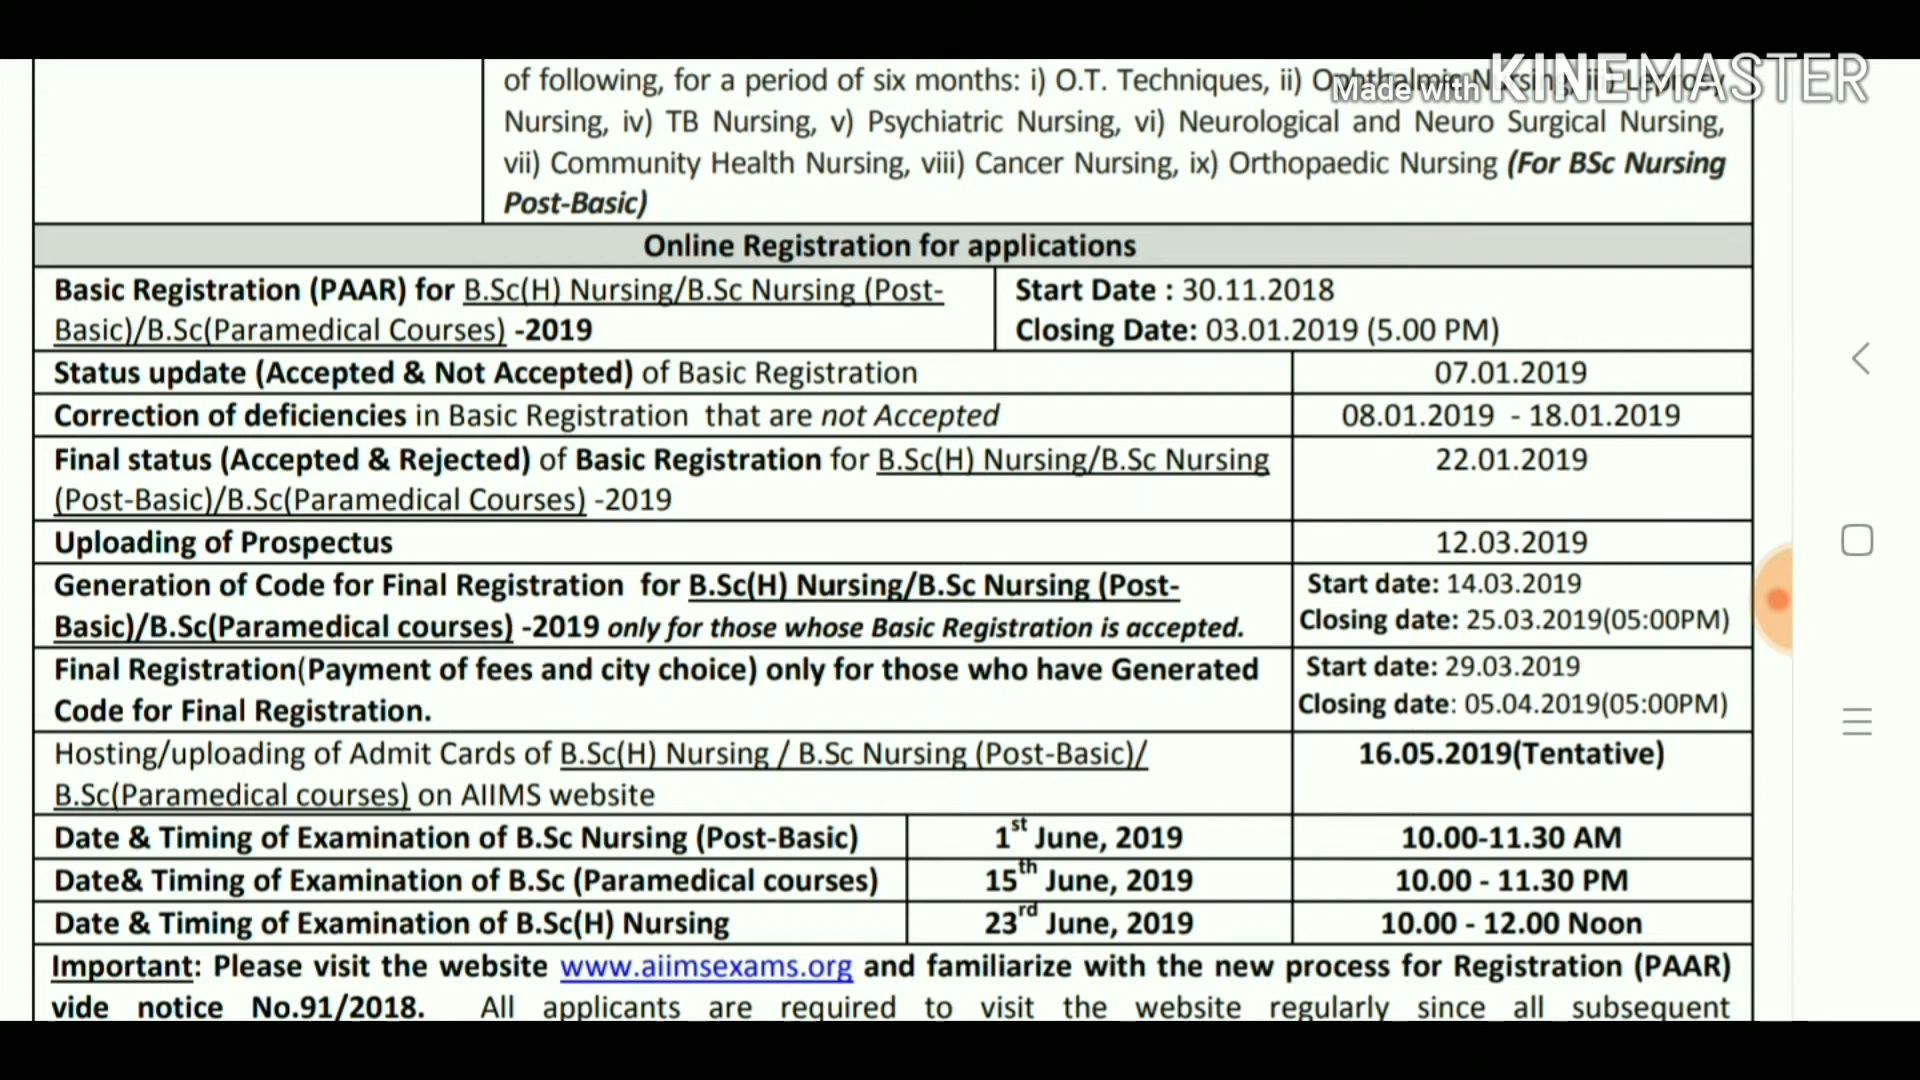 of following, for a period of six months: i) O.T. Techniques, ii) Ophthalmic Nursing, iii) Leprosy
Made with KINEMASTER
Nursing, iv) TB Nursing, v) Psychiatric Nursing, vi) Neurological and Neuro Surgical Nursing,
vii) Community Health Nursing, viii) Cancer Nursing, ix) Orthopaedic Nursing (For BSc Nursing
Post-Basic)
Online Registration for applications
Basic Registration (PAAR) for B.Sc(H) Nursing/B.Sc Nursing (Post-
Basic)/B.Sc(Paramedical Courses) -2019
Start Date : 30.11.2018
Closing Date: 03.01.2019 (5.00 PM)
Status update (Accepted & Not Accepted) of Basic Registration
07.01.2019
Correction of deficiencies in Basic Registration that are not Accepted
08.01.2019 - 18.01.2019
Final status (Accepted & Rejected) of Basic Registration for B.Sc(H) Nursing/B.Sc Nursing
(Post-Basic)/B.Sc(Paramedical Courses) -2019
22.01.2019
Uploading of Prospectus
12.03.2019
Generation of Code for Final Registration for B.Sc(H) Nursing/B.Sc Nursing (Post-
Basic)/B.Sc(Paramedical courses) -2019 only for those whose Basic Registration is accepted.
Start date: 14.03.2019
Closing date: 25.03.2019(05:00PM)
Final Registration(Payment of fees and city choice) only for those who have Generated
Code for Final Registration.
Start date: 29.03.2019
Closing date: 05.04.2019(05:00PM)
Hosting/uploading of Admit Cards of B.Sc(H) Nursing / B.Sc Nursing (Post-Basic)/
B.Sc(Paramedical courses) on AIIMS website
16.05.2019(Tentative)
Date & Timing of Examination of B.Sc Nursing (Post-Basic)
1st June, 2019
10.00-11.30 AM
Date& Timing of Examination of B.Sc (Paramedical courses)
15th June, 2019
10.00 - 11.30 PM
Date & Timing of Examination of B.Sc(H) Nursing
23rd June, 2019
10.00 - 12.00 Noon
Important: Please visit the website www.aiimsexams.org and familiarize with the new process for Registration (PAAR)
vide notice No.91/2018. All applicants are required to visit the website regularly since all subsequent